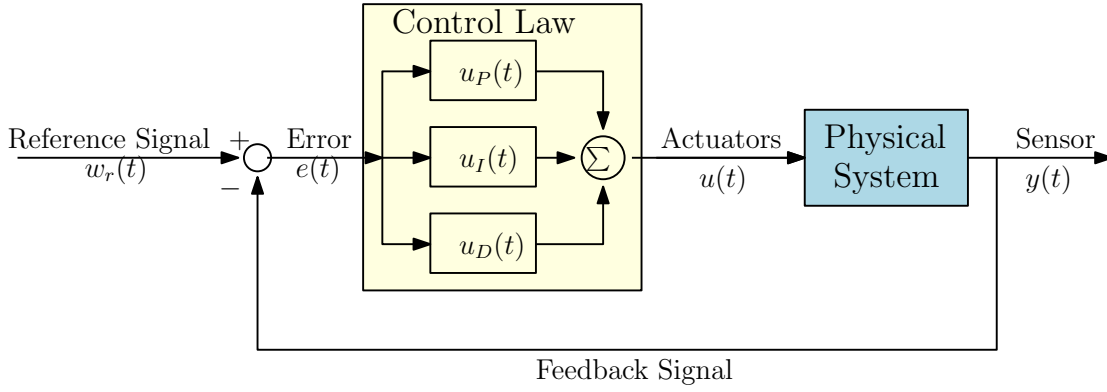 Control Law
u_P(t)
Reference Signal
w_r(t)
+
−
Error
e(t)
u_I(t)
∑
Actuators
u(t)
Physical
System
Sensor
y(t)
u_D(t)
Feedback Signal